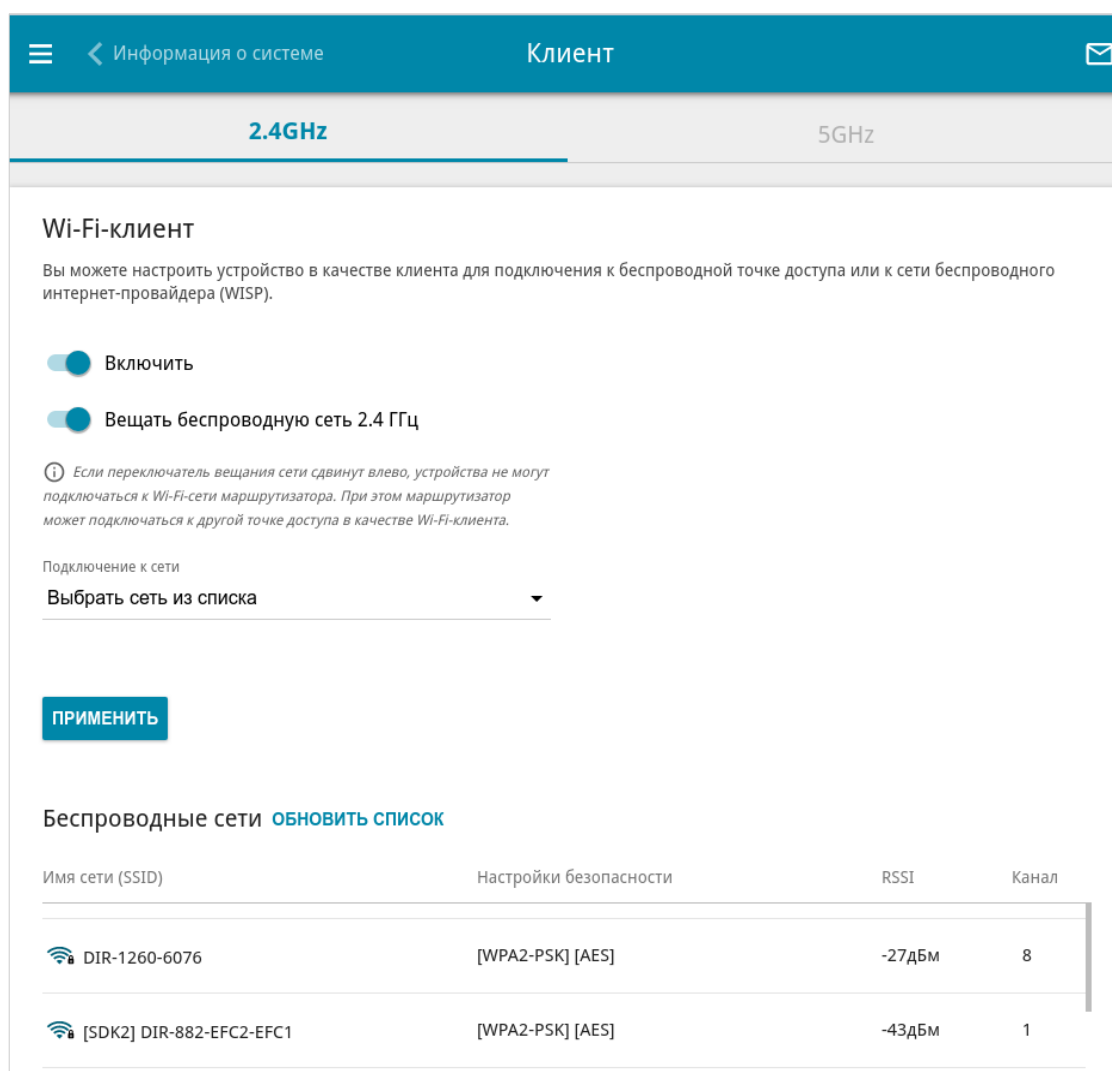 Информация о системе
Клиент
2.4GHz
5GHz
Wi-Fi-клиент
Вы можете настроить устройство в качестве клиента для подключения к беспроводной точке доступа или к сети беспроводного
интернет-провайдера (WISP).
Включить
Вещать беспроводную сеть 2.4 ГГц
Если переключатель вещания сети сдвинут влево, устройства не могут
подключаться к Wi-Fi-сети маршрутизатора. При этом маршрутизатор
может подключаться к другой точке доступа в качестве Wi-Fi-клиента.
Подключение к сети
Выбрать сеть из списка
ПРИМЕНИТЬ
Беспроводные сети ОБНОВИТЬ СПИСОК
Имя сети (SSID) Настройки безопасности RSSI Канал
DIR-1260-6076 [WPA2-PSK] [AES] -27дБм 8
[SDK2] DIR-882-EFC2-EFC1 [WPA2-PSK] [AES] -43дБм 1